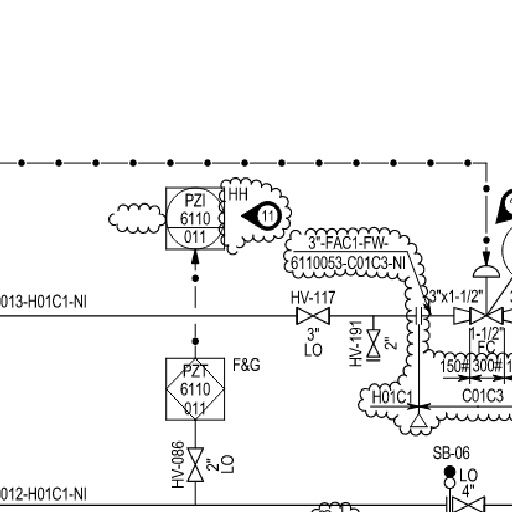 HH
PZI
6110
011
11
3"-FAC1-FW-
6110053-C01C3-NI
013-H01C1-NI
HV-117
3"
LO
3"x1-1/2"
HV-191
2"
1-1/2"
FC
150#
300#
PZT
6110
011
F&G
H01C1
C01C3
HV-086
2"
LO
SB-06
LO
4"
012-H01C1-NI